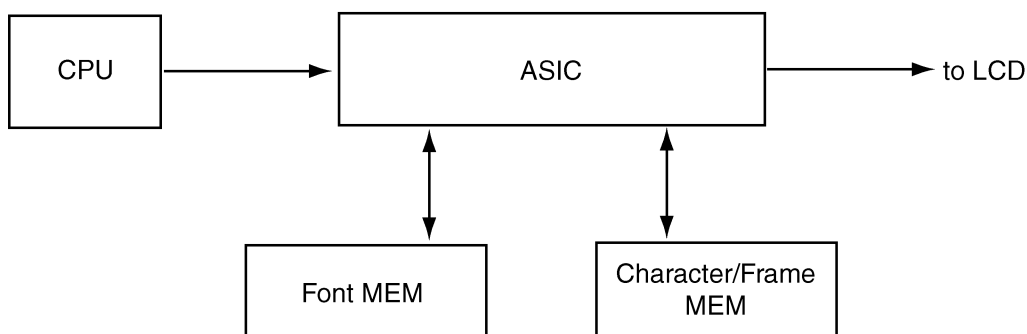 CPU
ASIC
to LCD
Font MEM
Character/Frame
MEM